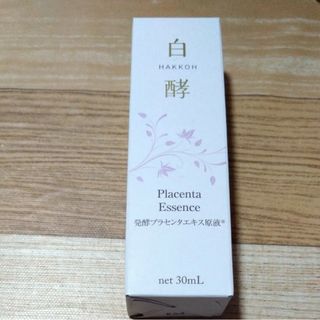 白
HAKKOH
酵
Placenta
Essence
発酵プラセンタエキス原液※
net 30mL